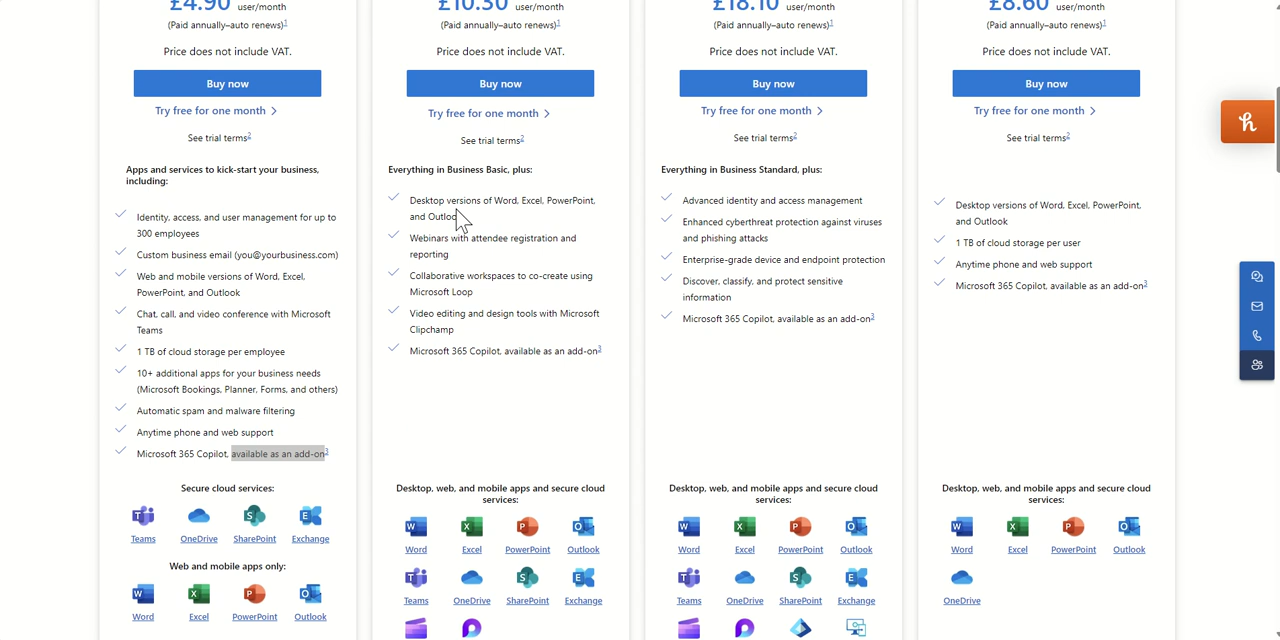 £4.90 user/month
(Paid annually–auto renews)1
Price does not include VAT.
Buy now
Try free for one month
See trial terms2
Apps and services to kick-start your business,
including:
Identity, access, and user management for up to
300 employees
Custom business email (you@yourbusiness.com)
Web and mobile versions of Word, Excel,
PowerPoint, and Outlook
Chat, call, and video conference with Microsoft
Teams
1 TB of cloud storage per employee
10+ additional apps for your business needs
(Microsoft Bookings, Planner, Forms, and others)
Automatic spam and malware filtering
Anytime phone and web support
Microsoft 365 Copilot, available as an add-on3
Secure cloud services:
Teams OneDrive SharePoint Exchange
Web and mobile apps only:
Word Excel PowerPoint Outlook
£10.30 user/month
(Paid annually–auto renews)1
Price does not include VAT.
Buy now
Try free for one month
See trial terms2
Everything in Business Basic, plus:
Desktop versions of Word, Excel, PowerPoint,
and Outlook
Webinars with attendee registration and
reporting
Collaborative workspaces to co-create using
Microsoft Loop
Video editing and design tools with Microsoft
Clipchamp
Microsoft 365 Copilot, available as an add-on3
Desktop, web, and mobile apps and secure cloud
services:
Word Excel PowerPoint Outlook
Teams OneDrive SharePoint Exchange
£18.10 user/month
(Paid annually–auto renews)1
Price does not include VAT.
Buy now
Try free for one month
See trial terms2
Everything in Business Standard, plus:
Advanced identity and access management
Enhanced cyberthreat protection against viruses
and phishing attacks
Enterprise-grade device and endpoint protection
Discover, classify, and protect sensitive
information
Microsoft 365 Copilot, available as an add-on3
Desktop, web, and mobile apps and secure cloud
services:
Word Excel PowerPoint Outlook
Teams OneDrive SharePoint Exchange
£8.60 user/month
(Paid annually–auto renews)1
Price does not include VAT.
Buy now
Try free for one month
See trial terms2
Desktop versions of Word, Excel, PowerPoint,
and Outlook
1 TB of cloud storage per user
Anytime phone and web support
Microsoft 365 Copilot, available as an add-on3
Desktop, web, and mobile apps and secure cloud
services:
Word Excel PowerPoint Outlook
OneDrive